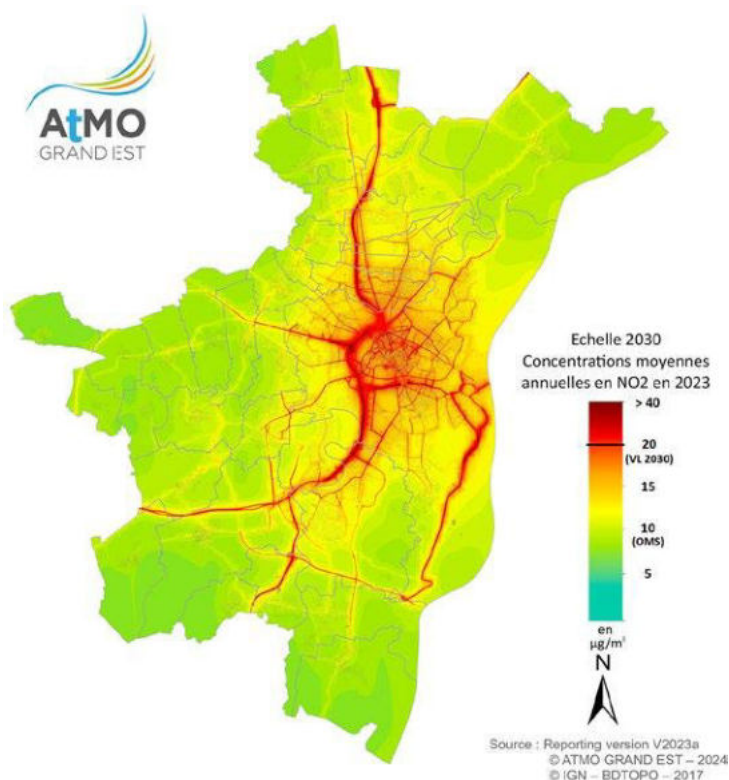 AtMO
GRAND EST
Echelle 2030
Concentrations moyennes
annuelles en NO2 en 2023
> 40
20
(VL 2030)
15
10
(OMS)
5
en
µg/m³
N
Source : Reporting version V2023a
© ATMO GRAND EST – 2024
© IGN – BDTOPO – 2017